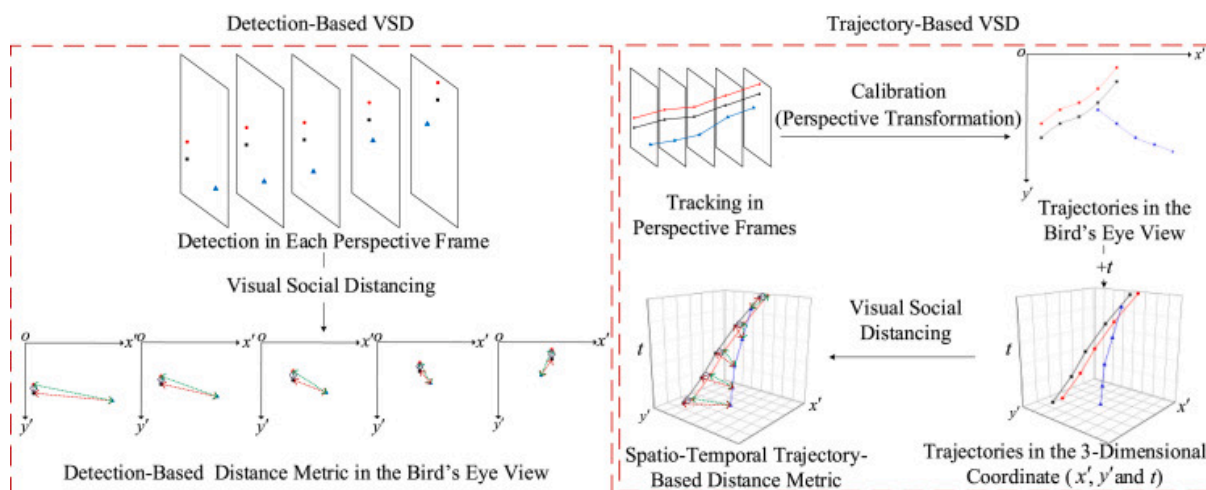 Detection-Based VSD
Detection in Each Perspective Frame
Visual Social Distancing
o x' y'
o x' y'
o x' y'
o x' y'
o x' y'
Detection-Based Distance Metric in the Bird's Eye View
Trajectory-Based VSD
Tracking in
Perspective Frames
Calibration
(Perspective Transformation)
o x'
y'
Trajectories in the
Bird's Eye View
+t
t
y' x'
Trajectories in the 3-Dimensional
Coordinate ( x', y' and t)
Visual Social
Distancing
t
y' x'
Spatio-Temporal Trajectory-
Based Distance Metric